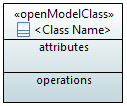 «openModelClass»
<Class Name>
attributes
operations